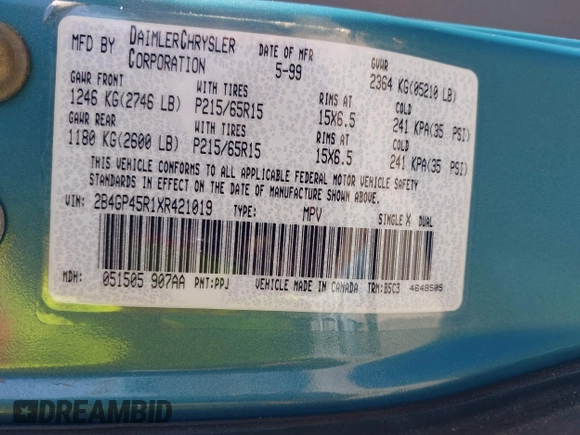 MFD BY DAIMLERCHRYSLER CORPORATION
DATE OF MFR 5-99
GVWR 2364 KG(05210 LB)
GAWR FRONT WITH TIRES RIMS AT COLD
1246 KG(2746 LB) P215/65R15 15X6.5 241 KPA(35 PSI)
GAWR REAR WITH TIRES RIMS AT COLD
1180 KG(2600 LB) P215/65R15 15X6.5 241 KPA(35 PSI)
THIS VEHICLE CONFORMS TO ALL APPLICABLE FEDERAL MOTOR VEHICLE SAFETY
STANDARDS IN EFFECT ON THE DATE OF MANUFACTURE SHOWN ABOVE.
VIN: 2B4GP45R1XR421019 TYPE: MPV SINGLE X DUAL
MDH: 051505 907AA PNT:PPJ VEHICLE MADE IN CANADA TRM:B5C3 4648505
DREAMBID